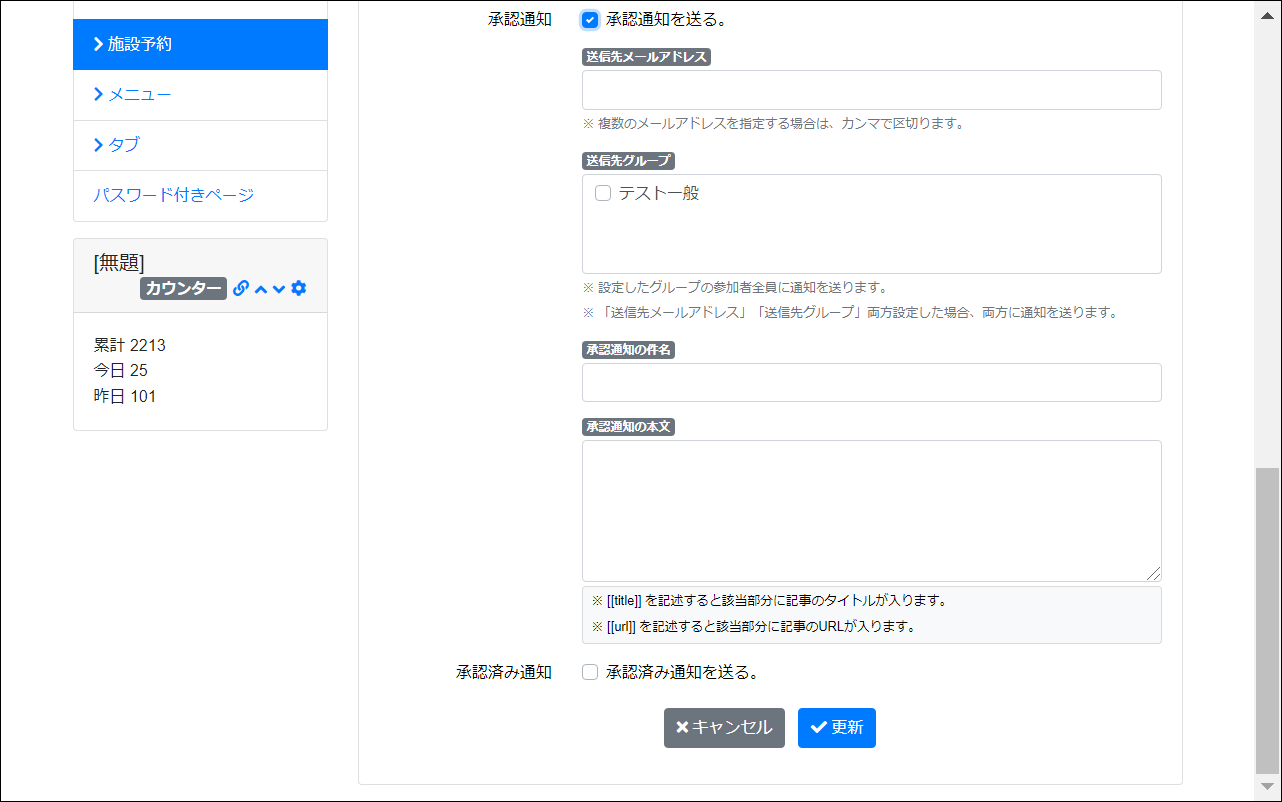 施設予約
メニュー
タブ
パスワード付きページ
[無題]
カウンター
累計 2213
今日 25
昨日 101
承認通知
承認通知を送る。
送信先メールアドレス
※ 複数のメールアドレスを指定する場合は、カンマで区切ります。
送信先グループ
テスト一般
※ 設定したグループの参加者全員に通知を送ります。
※ 「送信先メールアドレス」「送信先グループ」両方設定した場合、両方に通知を送ります。
承認通知の件名
承認通知の本文
※ [[title]] を記述すると該当部分に記事のタイトルが入ります。
※ [[url]] を記述すると該当部分に記事のURLが入ります。
承認済み通知
承認済み通知を送る。
キャンセル
更新